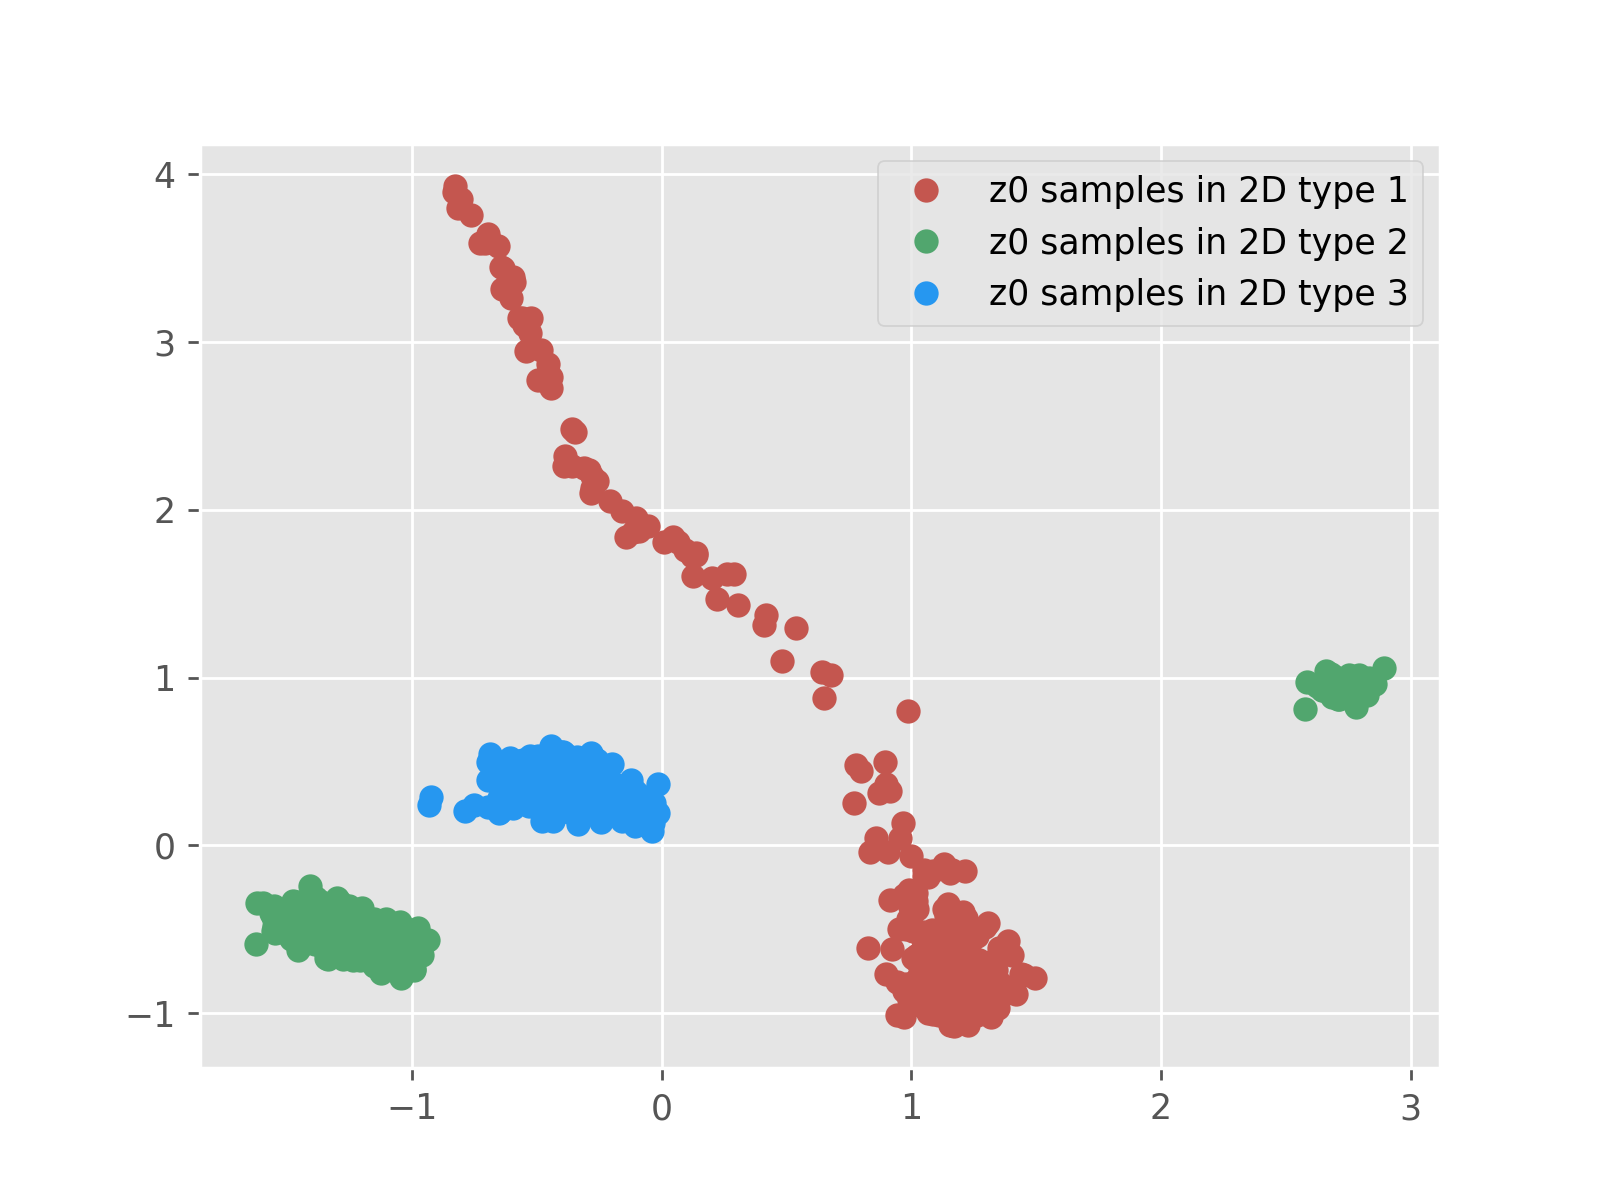 z0 samples in 2D type 1
z0 samples in 2D type 2
z0 samples in 2D type 3
4
3
2
1
0
−1
−1 0 1 2 3